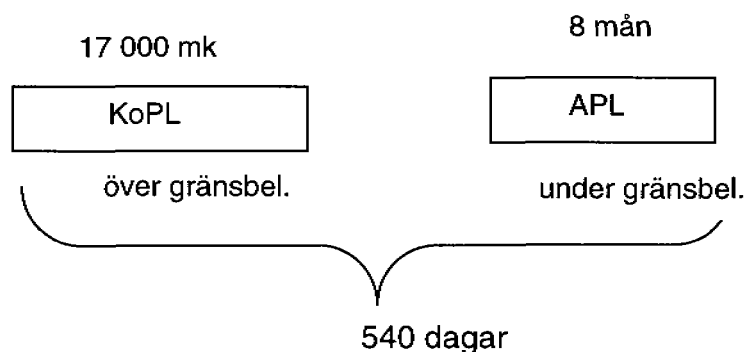 17 000 mk
8 mån
KoPL
APL
över gränsbel.
under gränsbel.
540 dagar